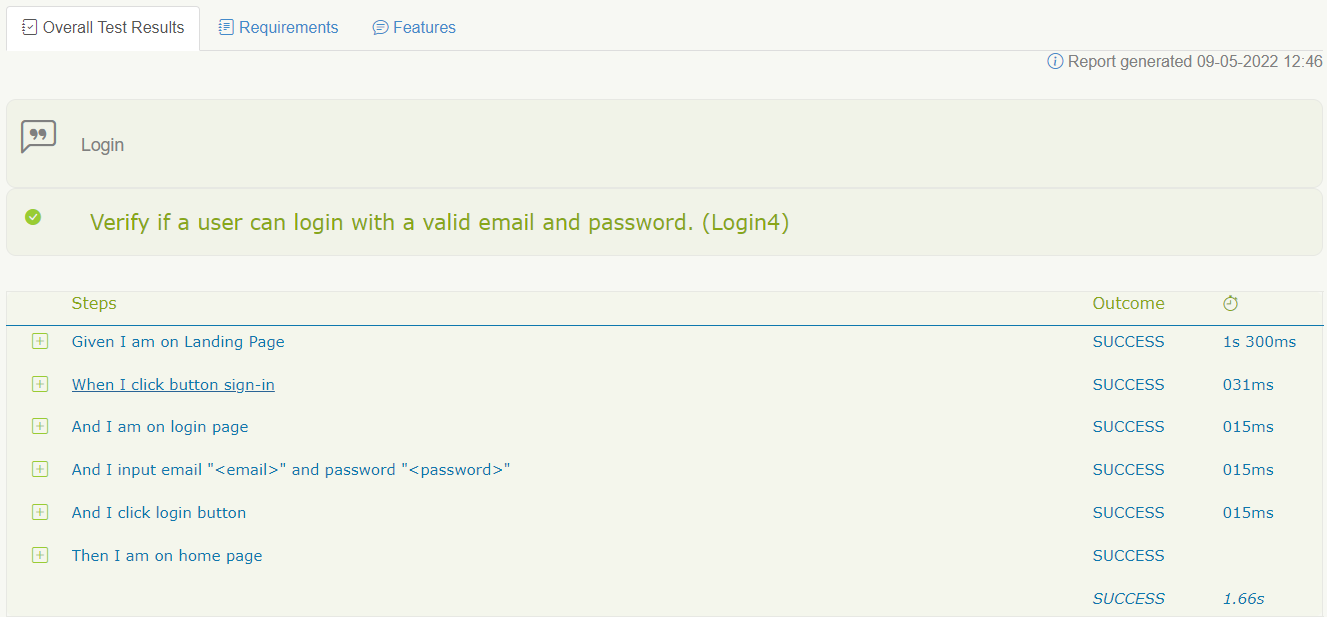 Overall Test Results Requirements Features
Report generated 09-05-2022 12:46
Login
Verify if a user can login with a valid email and password. (Login4)
Steps Outcome
Given I am on Landing Page SUCCESS 1s 300ms
When I click button sign-in SUCCESS 031ms
And I am on login page SUCCESS 015ms
And I input email "<email>" and password "<password>" SUCCESS 015ms
And I click login button SUCCESS 015ms
Then I am on home page SUCCESS
SUCCESS 1.66s